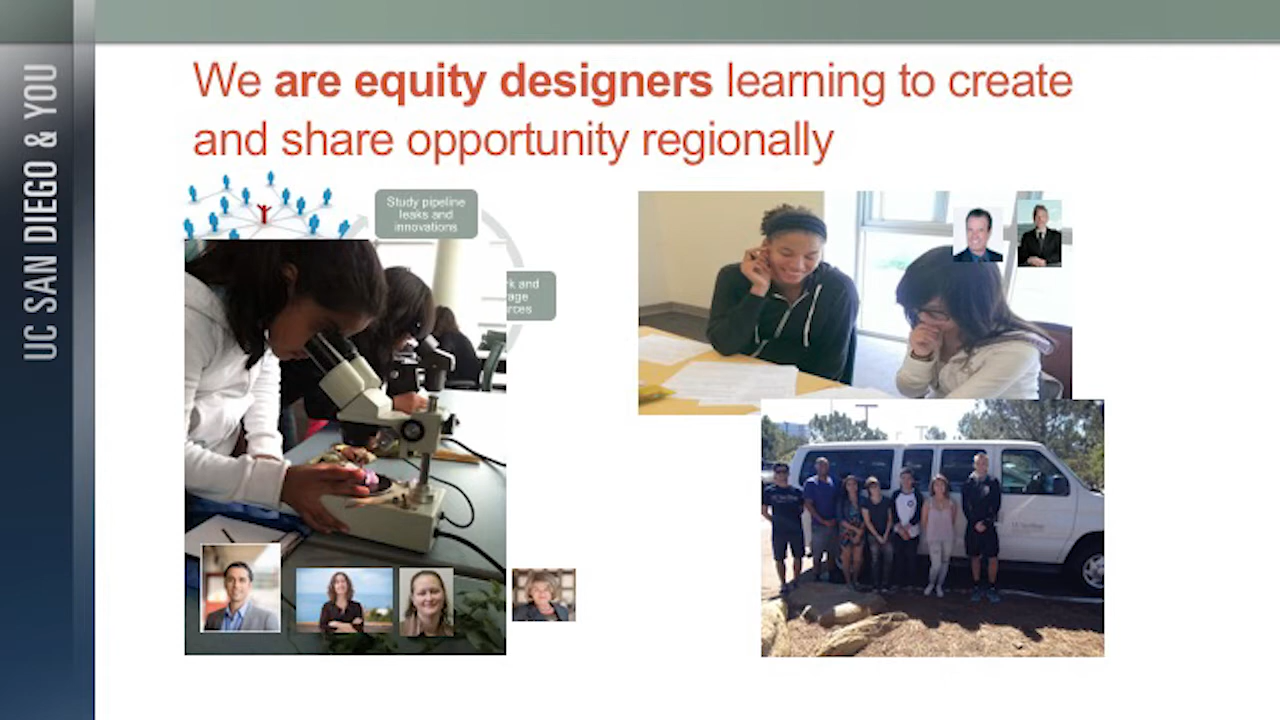 We are equity designers learning to create
and share opportunity regionally
UC SAN DIEGO & YOU
Study pipeline
leaks and
innovations
and